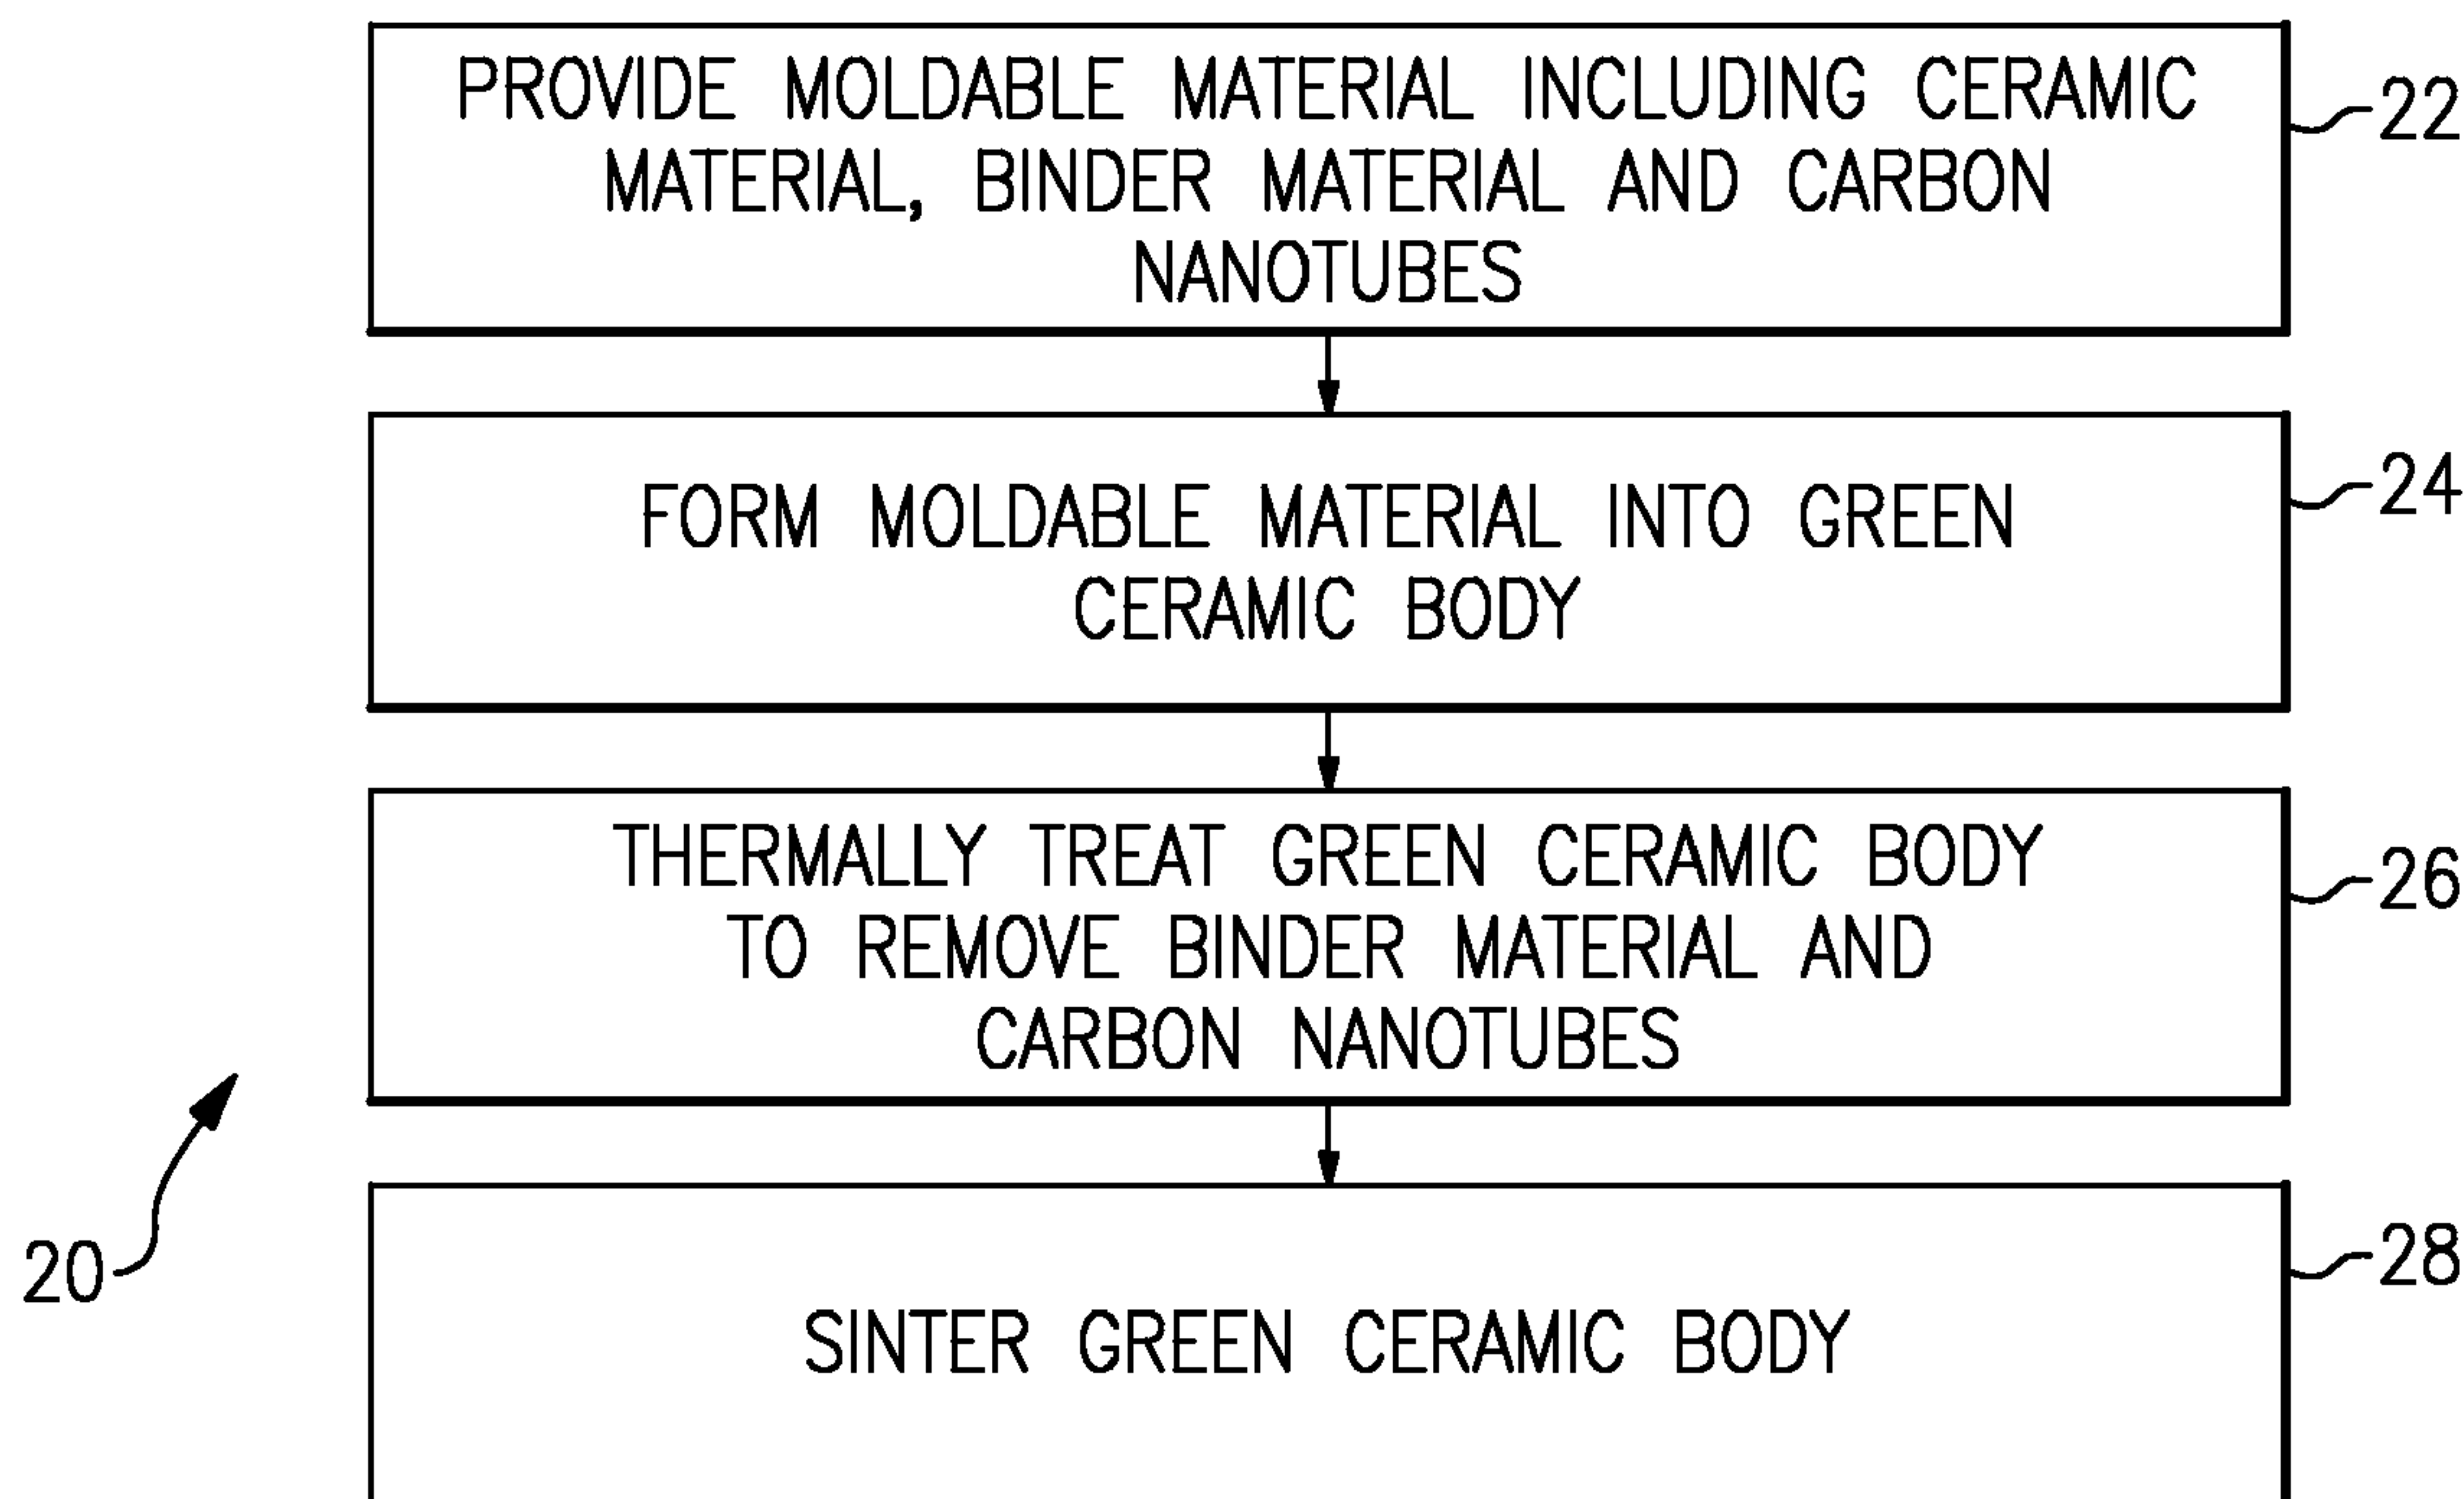 PROVIDE MOLDABLE MATERIAL INCLUDING CERAMIC
MATERIAL, BINDER MATERIAL AND CARBON
NANOTUBES
22
FORM MOLDABLE MATERIAL INTO GREEN
CERAMIC BODY
24
THERMALLY TREAT GREEN CERAMIC BODY
TO REMOVE BINDER MATERIAL AND
CARBON NANOTUBES
26
20
SINTER GREEN CERAMIC BODY
28